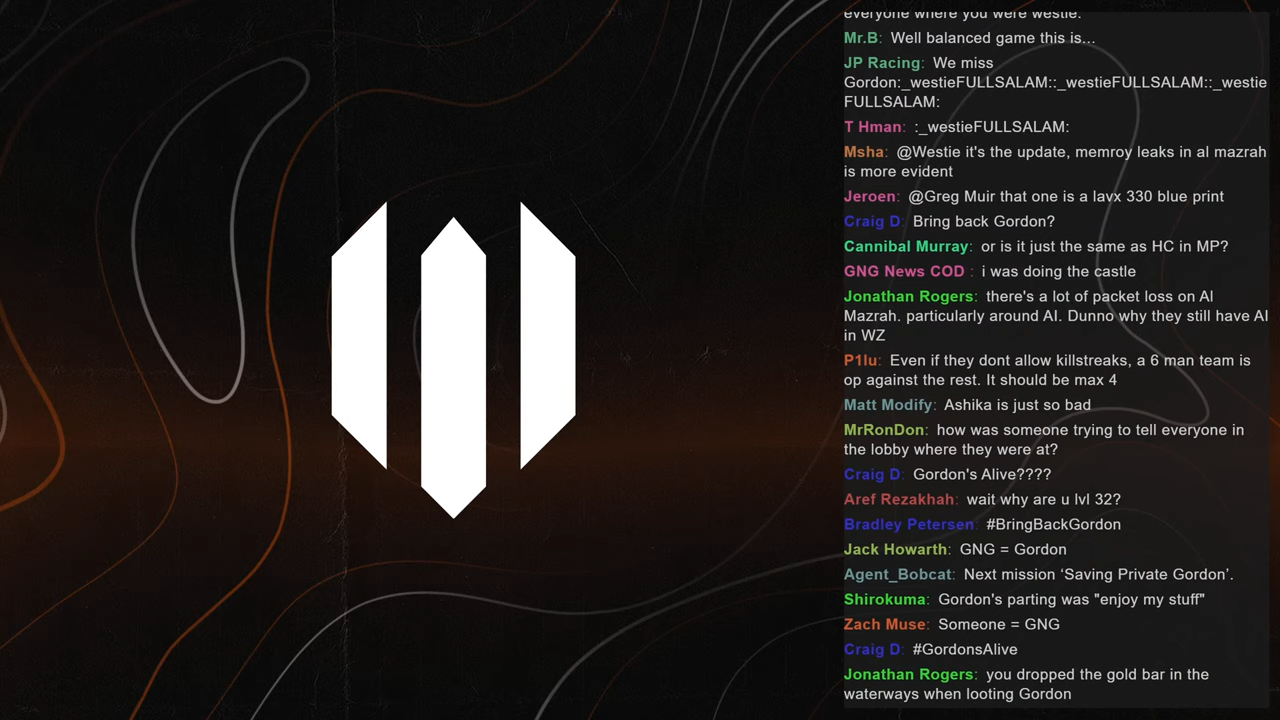 everyone where you were westie.
Mr.B: Well balanced game this is...
JP Racing: We miss
Gordon:_westieFULLSALAM::_westieFULLSALAM::_westie
FULLSALAM:
T Hman: :_westieFULLSALAM:
Msha: @Westie it's the update, memroy leaks in al mazrah
is more evident
Jeroen: @Greg Muir that one is a lavx 330 blue print
Craig D: Bring back Gordon?
Cannibal Murray: or is it just the same as HC in MP?
GNG News COD : i was doing the castle
Jonathan Rogers: there's a lot of packet loss on Al
Mazrah. particularly around AI. Dunno why they still have AI
in WZ
P1lu: Even if they dont allow killstreaks, a 6 man team is
op against the rest. It should be max 4
Matt Modify: Ashika is just so bad
MrRonDon: how was someone trying to tell everyone in
the lobby where they were at?
Craig D: Gordon's Alive????
Aref Rezakhah: wait why are u lvl 32?
Bradley Petersen: #BringBackGordon
Jack Howarth: GNG = Gordon
Agent_Bobcat: Next mission ‘Saving Private Gordon’.
Shirokuma: Gordon's parting was "enjoy my stuff"
Zach Muse: Someone = GNG
Craig D: #GordonsAlive
Jonathan Rogers: you dropped the gold bar in the
waterways when looting Gordon